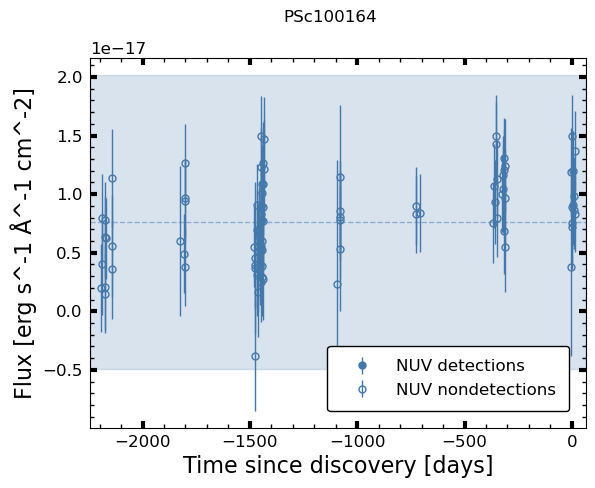 PSc100164
1e−17
2.0
1.5
1.0
0.5
0.0
−0.5
Flux [erg s^-1 Å^-1 cm^-2]
NUV detections
NUV nondetections
−2000 −1500 −1000 −500 0
Time since discovery [days]